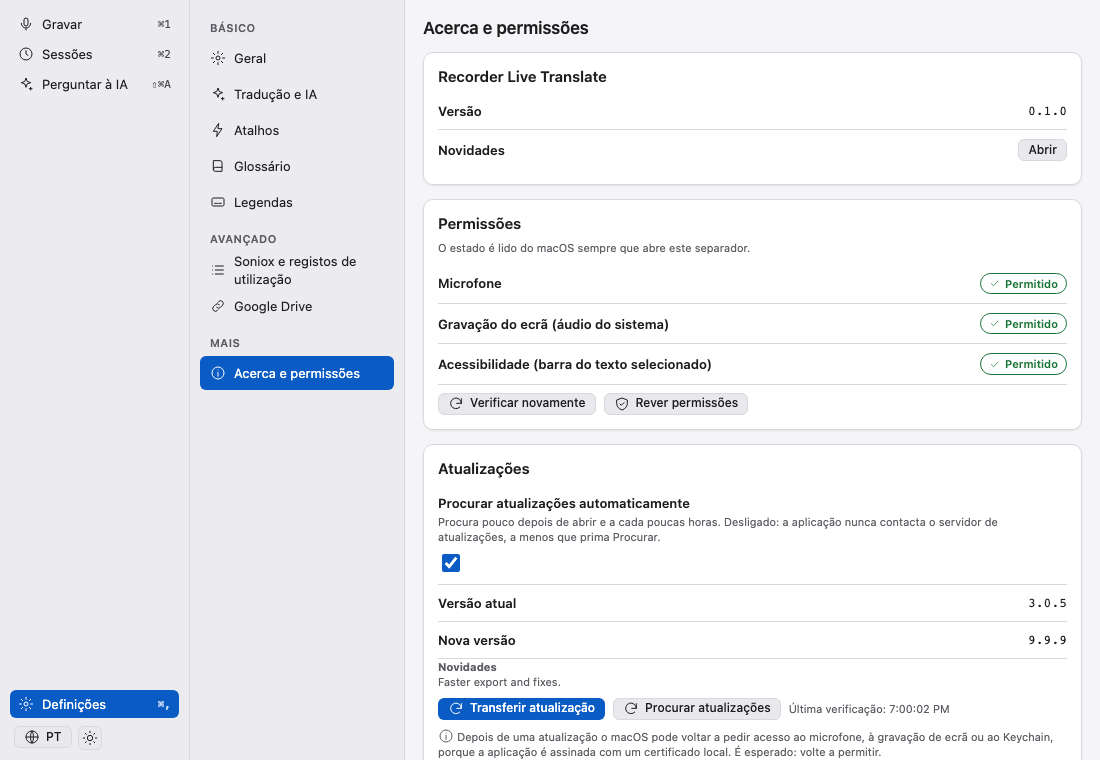 Gravar ⌘1
Sessões ⌘2
Perguntar à IA ⇧⌘A
Definições ⌘,
PT
BÁSICO
Geral
Tradução e IA
Atalhos
Glossário
Legendas
AVANÇADO
Soniox e registos de
utilização
Google Drive
MAIS
Acerca e permissões
Acerca e permissões
Recorder Live Translate
Versão 0.1.0
Novidades Abrir
Permissões
O estado é lido do macOS sempre que abre este separador.
Microfone Permitido
Gravação do ecrã (áudio do sistema) Permitido
Acessibilidade (barra do texto selecionado) Permitido
Verificar novamente Rever permissões
Atualizações
Procurar atualizações automaticamente
Procura pouco depois de abrir e a cada poucas horas. Desligado: a aplicação nunca contacta o servidor de
atualizações, a menos que prima Procurar.
Versão atual 3.0.5
Nova versão 9.9.9
Novidades
Faster export and fixes.
Transferir atualização Procurar atualizações Última verificação: 7:00:02 PM
Depois de uma atualização o macOS pode voltar a pedir acesso ao microfone, à gravação de ecrã ou ao Keychain,
porque a aplicação é assinada com um certificado local. É esperado: volte a permitir.